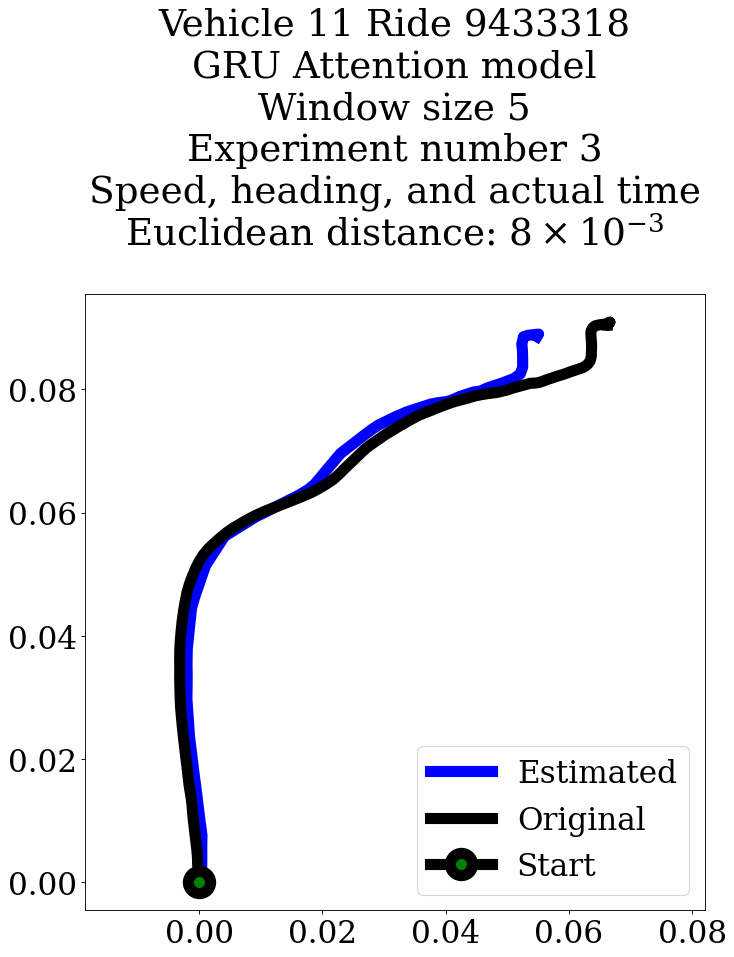 Vehicle 11 Ride 9433318
GRU Attention model
Window size 5
Experiment number 3
Speed, heading, and actual time
Euclidean distance: 8 × 10⁻³
0.08
0.06
0.04
0.02
0.00
Estimated
Original
Start
0.00 0.02 0.04 0.06 0.08